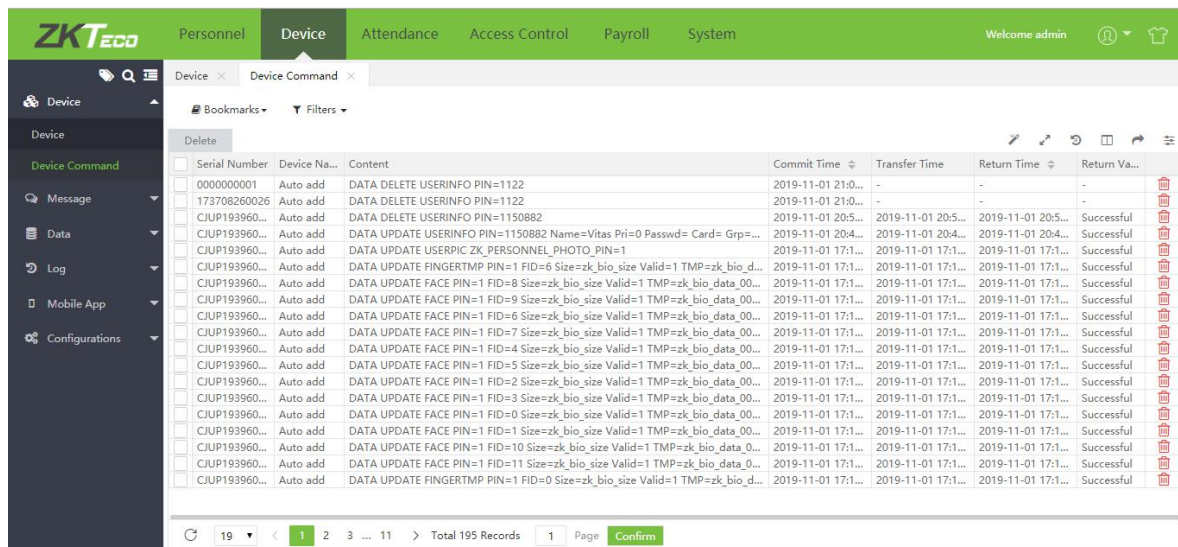 ZKTeco Personnel Device Attendance Access Control Payroll System Welcome admin
Device Device Command
Device
Bookmarks Filters
Device
Delete
Device Command
Message
Data
Log
Mobile App
Configurations
Serial Number Device Na... Content Commit Time Transfer Time Return Time Return Va...
0000000001 Auto add DATA DELETE USERINFO PIN=1122 2019-11-01 21:0... - - -
173708260026 Auto add DATA DELETE USERINFO PIN=1122 2019-11-01 21:0... - - -
CJUP193960... Auto add DATA DELETE USERINFO PIN=1150882 2019-11-01 20:5... 2019-11-01 20:5... 2019-11-01 20:5... Successful
CJUP193960... Auto add DATA UPDATE USERINFO PIN=1150882 Name=Vitas Pri=0 Passwd= Card= Grp=... 2019-11-01 20:4... 2019-11-01 20:4... 2019-11-01 20:4... Successful
CJUP193960... Auto add DATA UPDATE USERPIC ZK_PERSONNEL_PHOTO_PIN=1 2019-11-01 17:1... 2019-11-01 17:1... 2019-11-01 17:1... Successful
CJUP193960... Auto add DATA UPDATE FINGERTMP PIN=1 FID=6 Size=zk_bio_size Valid=1 TMP=zk_bio_d... 2019-11-01 17:1... 2019-11-01 17:1... 2019-11-01 17:1... Successful
CJUP193960... Auto add DATA UPDATE FACE PIN=1 FID=8 Size=zk_bio_size Valid=1 TMP=zk_bio_data_00... 2019-11-01 17:1... 2019-11-01 17:1... 2019-11-01 17:1... Successful
CJUP193960... Auto add DATA UPDATE FACE PIN=1 FID=9 Size=zk_bio_size Valid=1 TMP=zk_bio_data_00... 2019-11-01 17:1... 2019-11-01 17:1... 2019-11-01 17:1... Successful
CJUP193960... Auto add DATA UPDATE FACE PIN=1 FID=6 Size=zk_bio_size Valid=1 TMP=zk_bio_data_00... 2019-11-01 17:1... 2019-11-01 17:1... 2019-11-01 17:1... Successful
CJUP193960... Auto add DATA UPDATE FACE PIN=1 FID=7 Size=zk_bio_size Valid=1 TMP=zk_bio_data_00... 2019-11-01 17:1... 2019-11-01 17:1... 2019-11-01 17:1... Successful
CJUP193960... Auto add DATA UPDATE FACE PIN=1 FID=4 Size=zk_bio_size Valid=1 TMP=zk_bio_data_00... 2019-11-01 17:1... 2019-11-01 17:1... 2019-11-01 17:1... Successful
CJUP193960... Auto add DATA UPDATE FACE PIN=1 FID=5 Size=zk_bio_size Valid=1 TMP=zk_bio_data_00... 2019-11-01 17:1... 2019-11-01 17:1... 2019-11-01 17:1... Successful
CJUP193960... Auto add DATA UPDATE FACE PIN=1 FID=2 Size=zk_bio_size Valid=1 TMP=zk_bio_data_00... 2019-11-01 17:1... 2019-11-01 17:1... 2019-11-01 17:1... Successful
CJUP193960... Auto add DATA UPDATE FACE PIN=1 FID=3 Size=zk_bio_size Valid=1 TMP=zk_bio_data_00... 2019-11-01 17:1... 2019-11-01 17:1... 2019-11-01 17:1... Successful
CJUP193960... Auto add DATA UPDATE FACE PIN=1 FID=0 Size=zk_bio_size Valid=1 TMP=zk_bio_data_00... 2019-11-01 17:1... 2019-11-01 17:1... 2019-11-01 17:1... Successful
CJUP193960... Auto add DATA UPDATE FACE PIN=1 FID=1 Size=zk_bio_size Valid=1 TMP=zk_bio_data_00... 2019-11-01 17:1... 2019-11-01 17:1... 2019-11-01 17:1... Successful
CJUP193960... Auto add DATA UPDATE FACE PIN=1 FID=10 Size=zk_bio_size Valid=1 TMP=zk_bio_data_0... 2019-11-01 17:1... 2019-11-01 17:1... 2019-11-01 17:1... Successful
CJUP193960... Auto add DATA UPDATE FACE PIN=1 FID=11 Size=zk_bio_size Valid=1 TMP=zk_bio_data_0... 2019-11-01 17:1... 2019-11-01 17:1... 2019-11-01 17:1... Successful
CJUP193960... Auto add DATA UPDATE FINGERTMP PIN=1 FID=0 Size=zk_bio_size Valid=1 TMP=zk_bio_d... 2019-11-01 17:1... 2019-11-01 17:1... 2019-11-01 17:1... Successful
19 < 1 2 3 ... 11 > Total 195 Records 1 Page Confirm